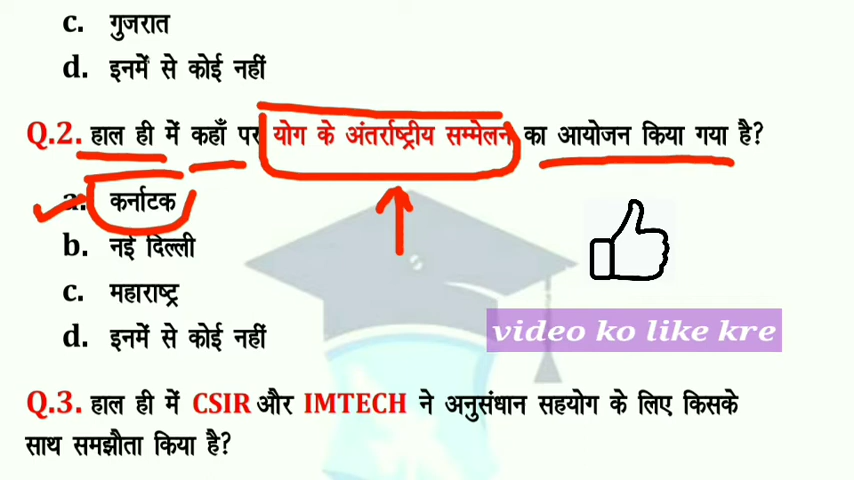 c. गुजरात
d. इनमें से कोई नहीं
Q.2. हाल ही में कहाँ पर योग के अंतर्राष्ट्रीय सम्मेलन का आयोजन किया गया है?
a. कर्नाटक
b. नई दिल्ली
c. महाराष्ट्र
d. इनमें से कोई नहीं
video ko like kre
Q.3. हाल ही में CSIR और IMTECH ने अनुसंधान सहयोग के लिए किसके
साथ समझौता किया है?